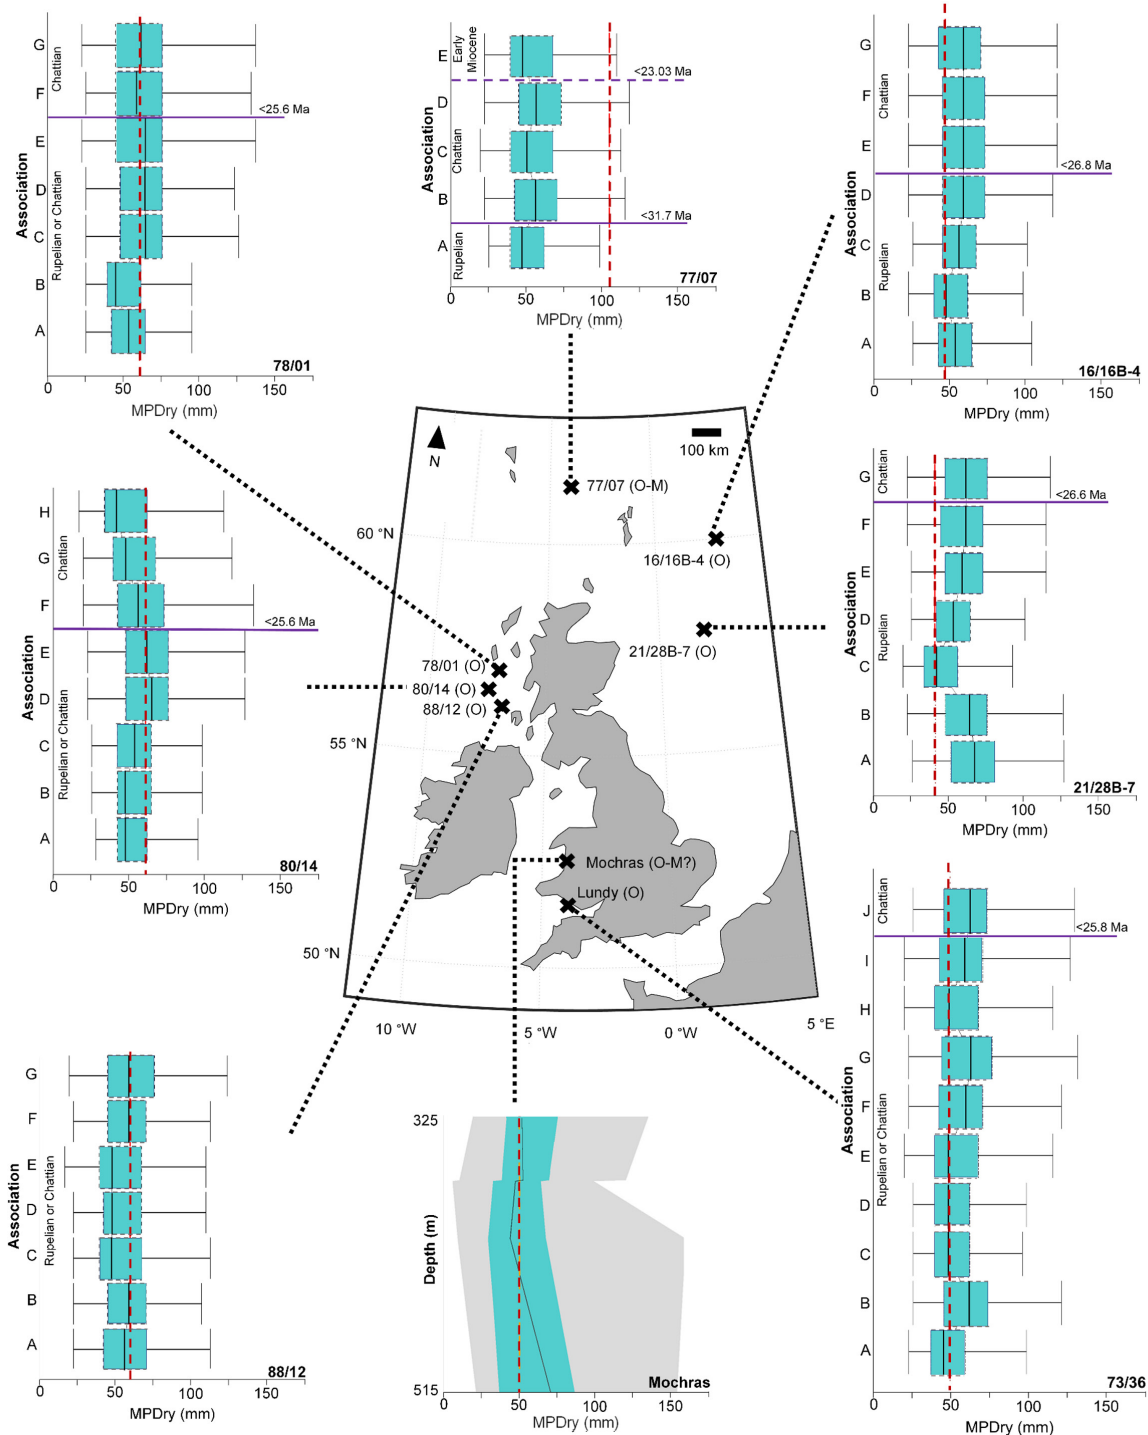 G
F
E
D
C
B
A
Chattian
Rupelian or Chattian
Association
<25.6 Ma
78/01
0
50
100
150
MPDry (mm)
E
D
C
B
A
Early
Miocene
Chattian
Rupelian
Association
<23.03 Ma
<31.7 Ma
77/07
0
50
100
150
MPDry (mm)
G
F
E
D
C
B
A
Chattian
Rupelian
Association
<26.8 Ma
16/16B-4
0
50
100
150
MPDry (mm)
H
G
F
E
D
C
B
A
Chattian
Rupelian or Chattian
Association
<25.6 Ma
80/14
0
50
100
150
MPDry (mm)
N
100 km
77/07 (O-M)
60 °N
16/16B-4 (O)
21/28B-7 (O)
78/01 (O)
80/14 (O)
88/12 (O)
55 °N
Mochras (O-M?)
Lundy (O)
50 °N
10 °W
5 °W
0 °W
5 °E
G
F
E
D
C
B
A
Chattian
Rupelian
Association
<26.6 Ma
21/28B-7
0
50
100
150
MPDry (mm)
G
F
E
D
C
B
A
Rupelian or Chattian
Association
88/12
0
50
100
150
MPDry (mm)
325
Depth (m)
515
Mochras
0
50
100
150
MPDry (mm)
J
I
H
G
F
E
D
C
B
A
Chattian
Rupelian or Chattian
Association
<25.8 Ma
73/36
0
50
100
150
MPDry (mm)